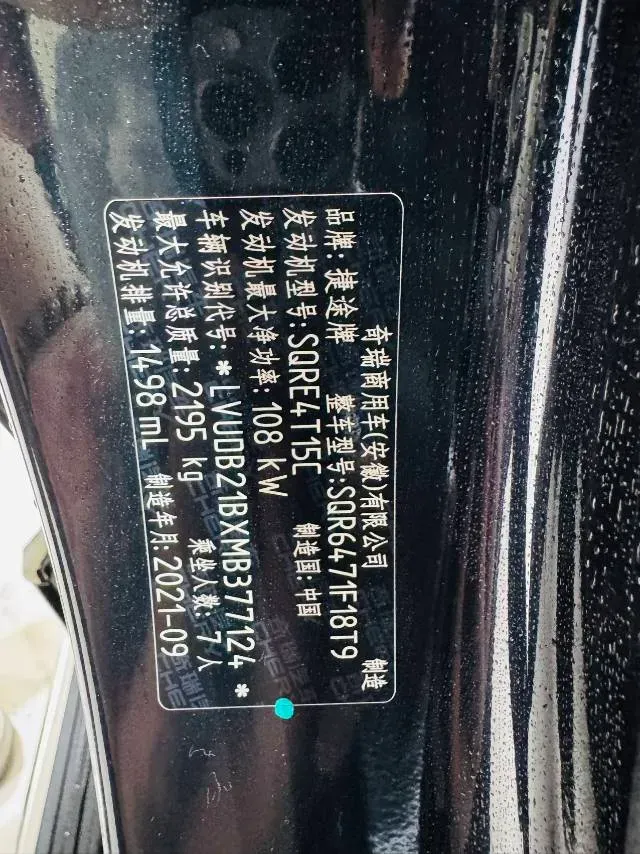 奇瑞商用车(安徽)有限公司 制造
品牌: 捷途牌 整车型号:SQR6471F18T9
发动机型号:SQRE4T15C 制造国:中国
发动机最大净功率: 108 kW
车辆识别代号: *LVUDB21BXMB377124*
最大允许总质量: 2195 kg 乘坐人数: 7人
发动机排量: 1498 mL 制造年月: 2021-09